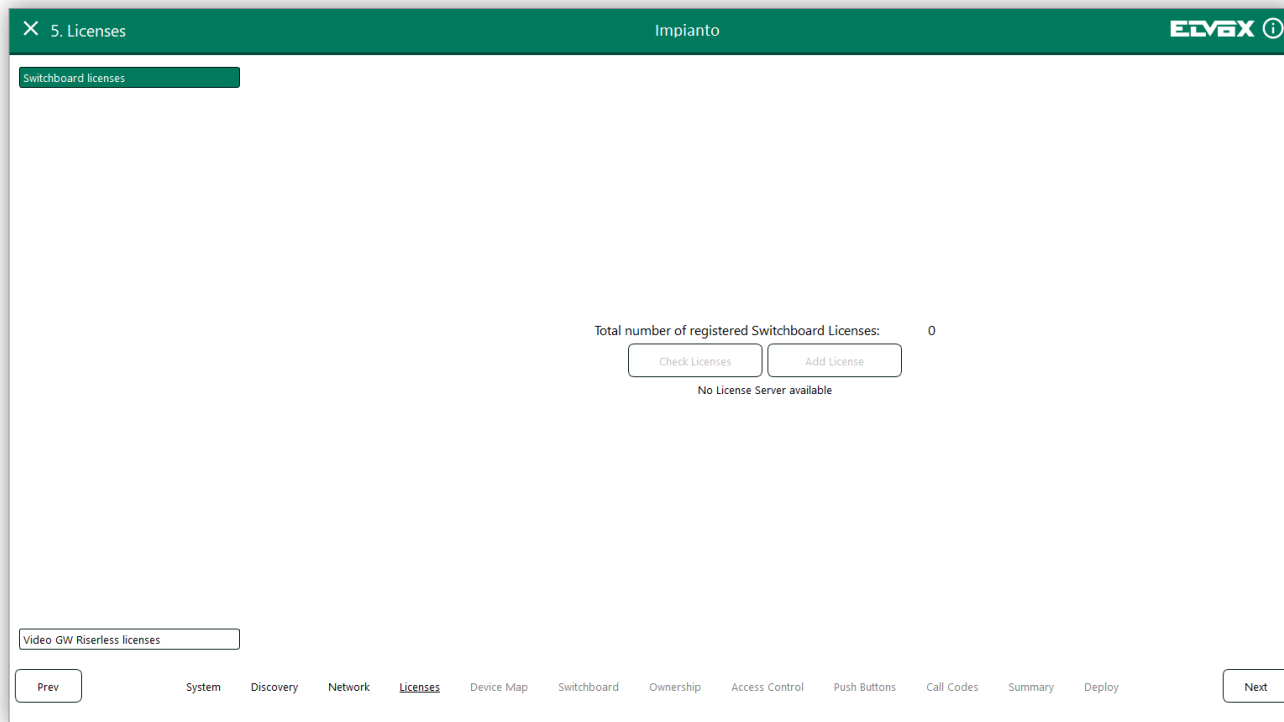 5. Licenses
Impianto
ELVOX
Switchboard licenses
Total number of registered Switchboard Licenses: 0
Check Licenses
Add License
No License Server available
Video GW Riserless licenses
Prev
System
Discovery
Network
Licenses
Device Map
Switchboard
Ownership
Access Control
Push Buttons
Call Codes
Summary
Deploy
Next